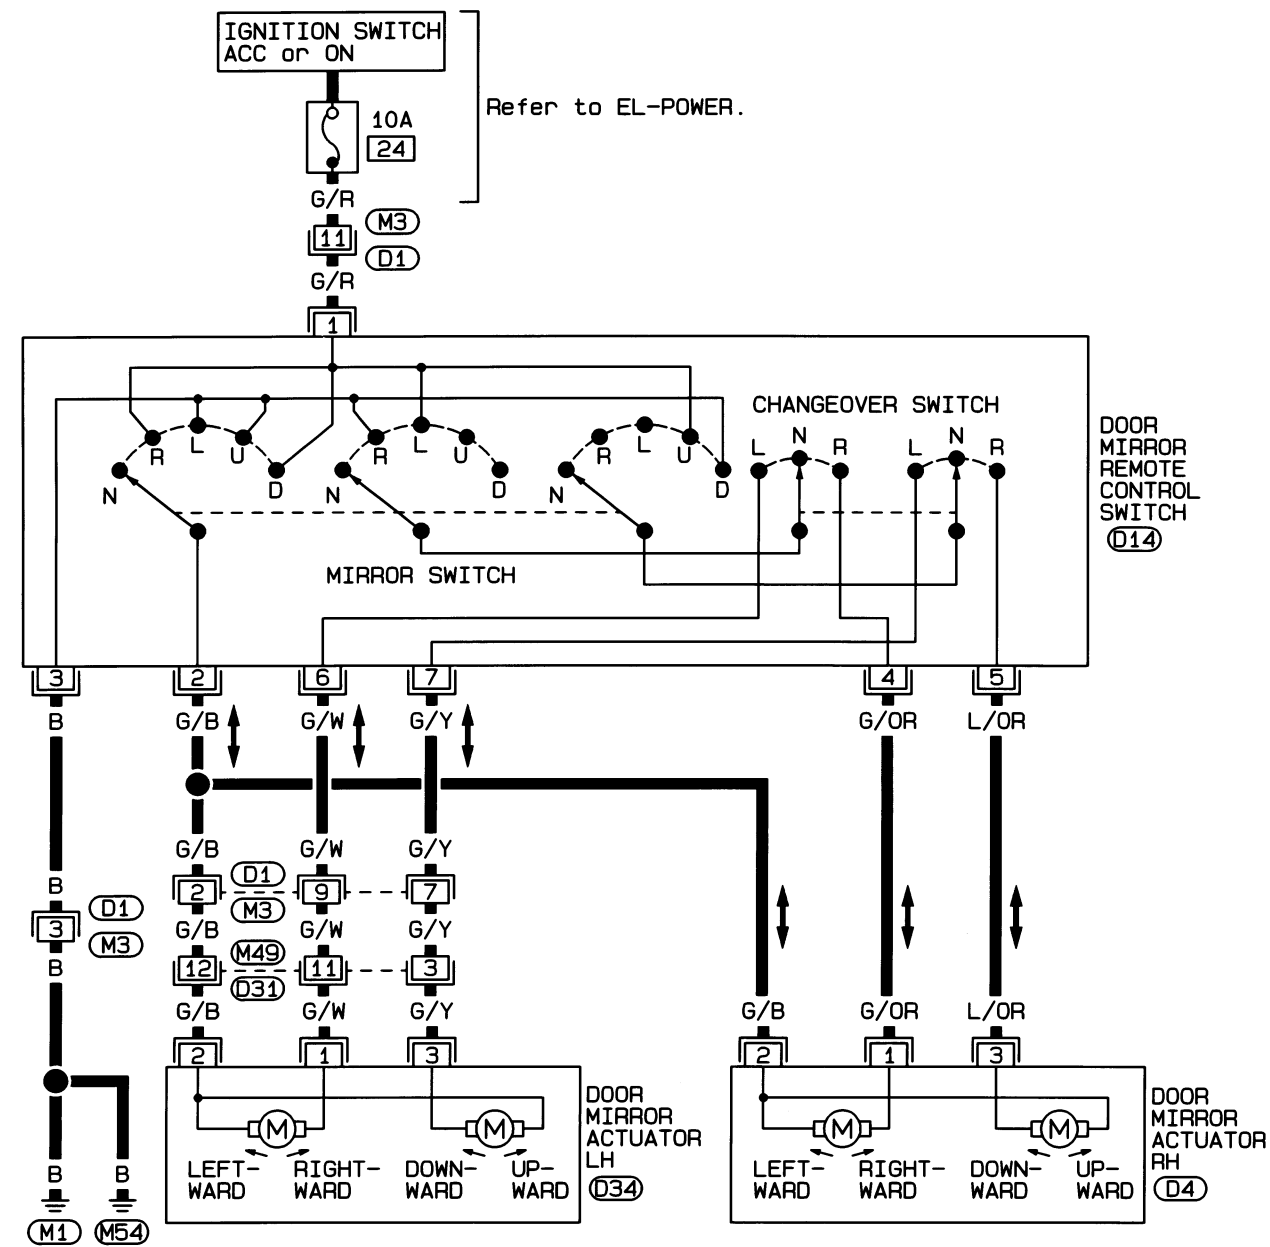 IGNITION SWITCH
ACC or ON
Refer to EL-POWER.
10A
24
G/R
M3
11
D1
G/R
1
CHANGEOVER SWITCH
L N R L N R
R L U D N
R L U D N
R L U D N
MIRROR SWITCH
DOOR
MIRROR
REMOTE
CONTROL
SWITCH
D14
3 2 6 7 4 5
B G/B G/W G/Y G/OR L/OR
B G/B G/W G/Y
D1
2 9 7
M3
3
D1
M3
B G/B G/W G/Y
M49
12 11 3
D31
G/B G/W G/Y G/B G/OR L/OR
2 1 3 2 1 3
M M M M
LEFT-
WARD
RIGHT-
WARD
DOWN-
WARD
UP-
WARD
DOOR
MIRROR
ACTUATOR
LH
D34
LEFT-
WARD
RIGHT-
WARD
DOWN-
WARD
UP-
WARD
DOOR
MIRROR
ACTUATOR
RH
D4
B B
M1 M54